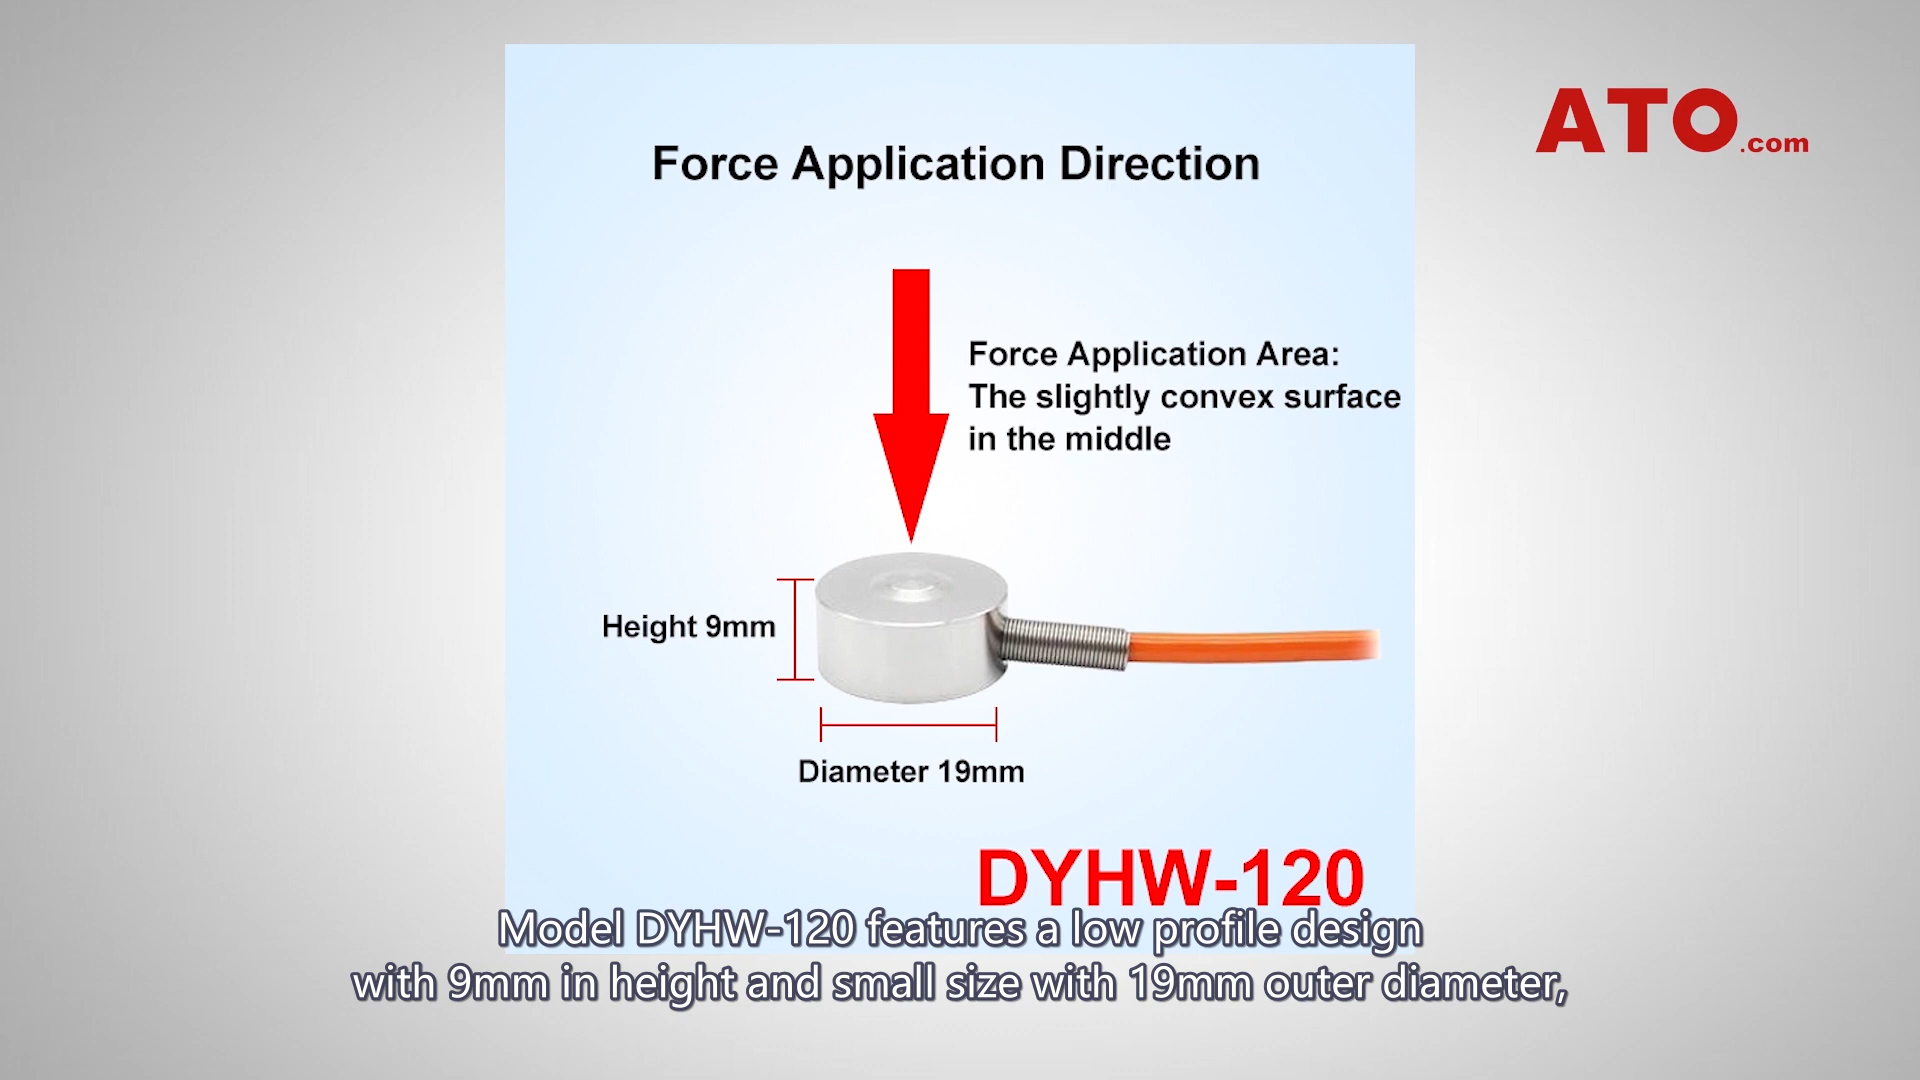 ATO.com
Force Application Direction
Force Application Area:
The slightly convex surface
in the middle
Height 9mm
Diameter 19mm
DYHW-120
Model DYHW-120 features a low profile design
with 9mm in height and small size with 19mm outer diameter,